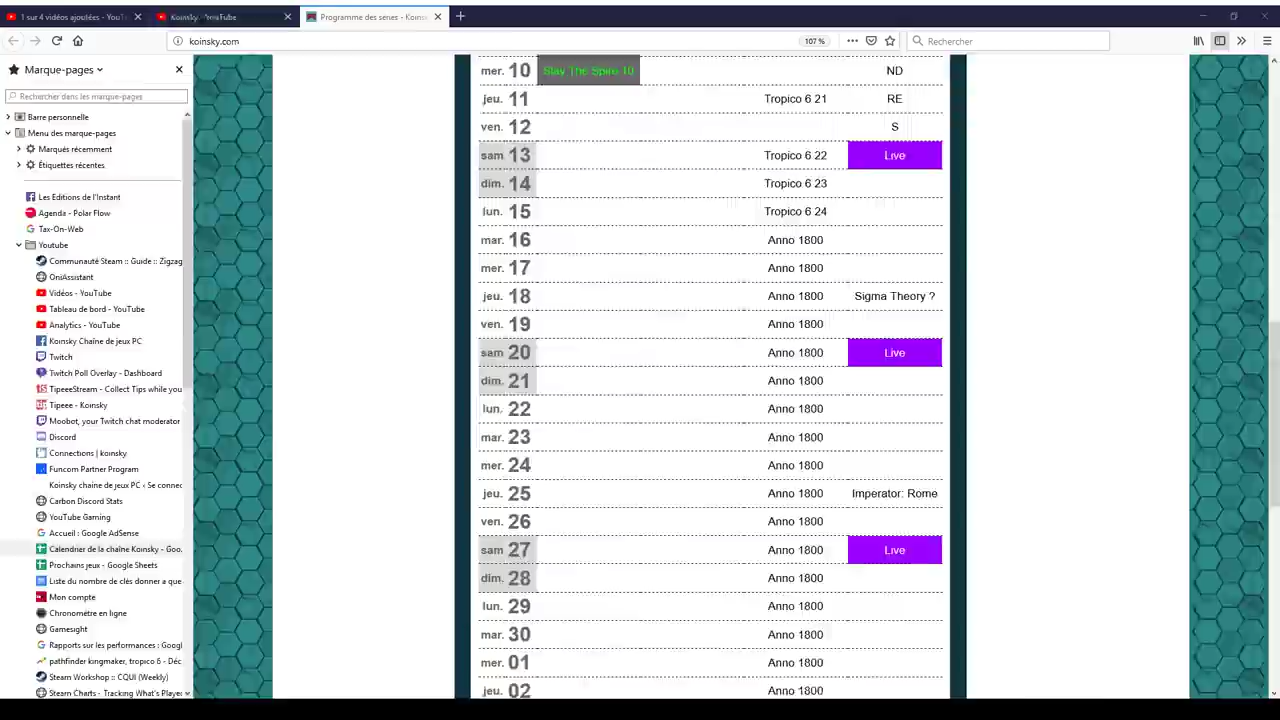 1 sur 4 vidéos ajoutées - YouT
Koinsky - YouTube
Programme des séries - Koins
koinsky.com
107 %
Rechercher
Marque-pages
Rechercher dans les marque-pages
Barre personnelle
Menu des marque-pages
Marqués récemment
Étiquettes récentes
Les Editions de l'Instant
Agenda - Polar Flow
Tax-On-Web
Youtube
Communauté Steam :: Guide :: Zigzag
OniAssistant
Vidéos - YouTube
Tableau de bord - YouTube
Analytics - YouTube
Koinsky Chaîne de jeux PC
Twitch
Twitch Poll Overlay - Dashboard
TipeeeStream - Collect Tips while you
Tipeee - Koinsky
Moobot, your Twitch chat moderator
Discord
Connections | koinsky
Funcom Partner Program
Koinsky chaine de jeux PC ‹ Se connec
Carbon Discord Stats
YouTube Gaming
Accueil : Google AdSense
Calendrier de la chaîne Koinsky - Goo
Prochains jeux - Google Sheets
Liste du nombre de clés donner a que
Mon compte
Chronomètre en ligne
Gamesight
Rapports sur les performances : Googl
pathfinder kingmaker, tropico 6 - Déc
Steam Workshop :: CQUI (Weekly)
Steam Charts - Tracking What's Played
mer. 10 Slay The Spire 10 ND
jeu. 11 Tropico 6 21 RE
ven. 12 S
sam 13 Tropico 6 22 Live
dim. 14 Tropico 6 23
lun. 15 Tropico 6 24
mar. 16 Anno 1800
mer. 17 Anno 1800
jeu. 18 Anno 1800 Sigma Theory ?
ven. 19 Anno 1800
sam 20 Anno 1800 Live
dim. 21 Anno 1800
lun. 22 Anno 1800
mar. 23 Anno 1800
mer. 24 Anno 1800
jeu. 25 Anno 1800 Imperator: Rome
ven. 26 Anno 1800
sam 27 Anno 1800 Live
dim. 28 Anno 1800
lun. 29 Anno 1800
mar. 30 Anno 1800
mer. 01 Anno 1800
jeu. 02 Anno 1800